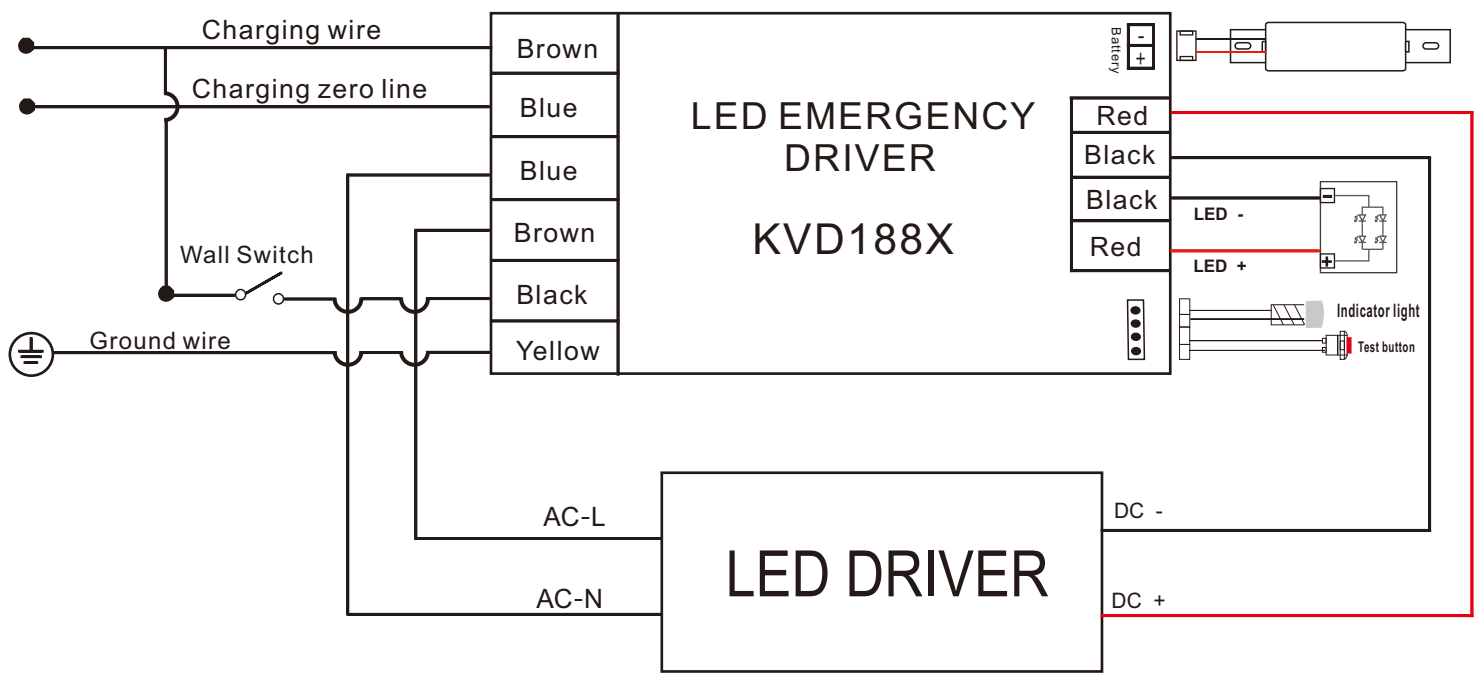 Charging wire
Charging zero line
Wall Switch
Ground wire
Brown
Blue
Blue
Brown
Black
Yellow
LED EMERGENCY
DRIVER
KVD188X
Battery
-
+
Red
Black
Black
Red
LED -
LED +
-
+
Indicator light
Test button
AC-L
AC-N
LED DRIVER
DC -
DC +